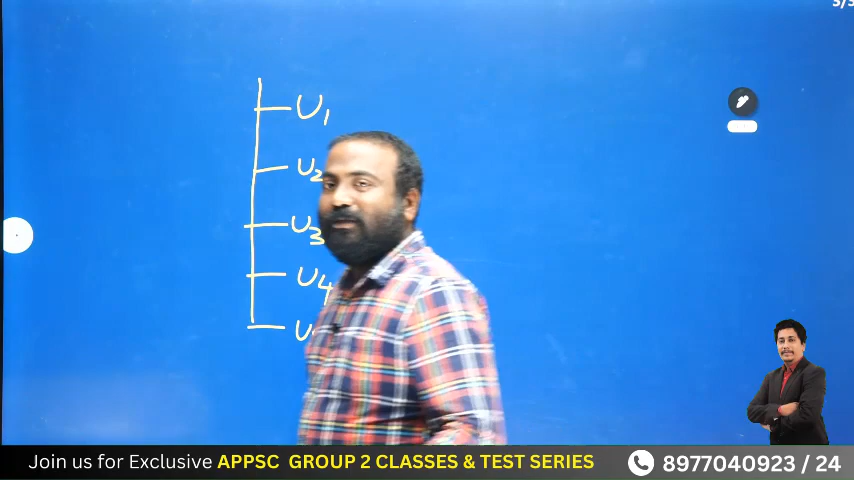 U1
U2
U3
U4
U
Join us for Exclusive APPSC GROUP 2 CLASSES & TEST SERIES
8977040923 / 24